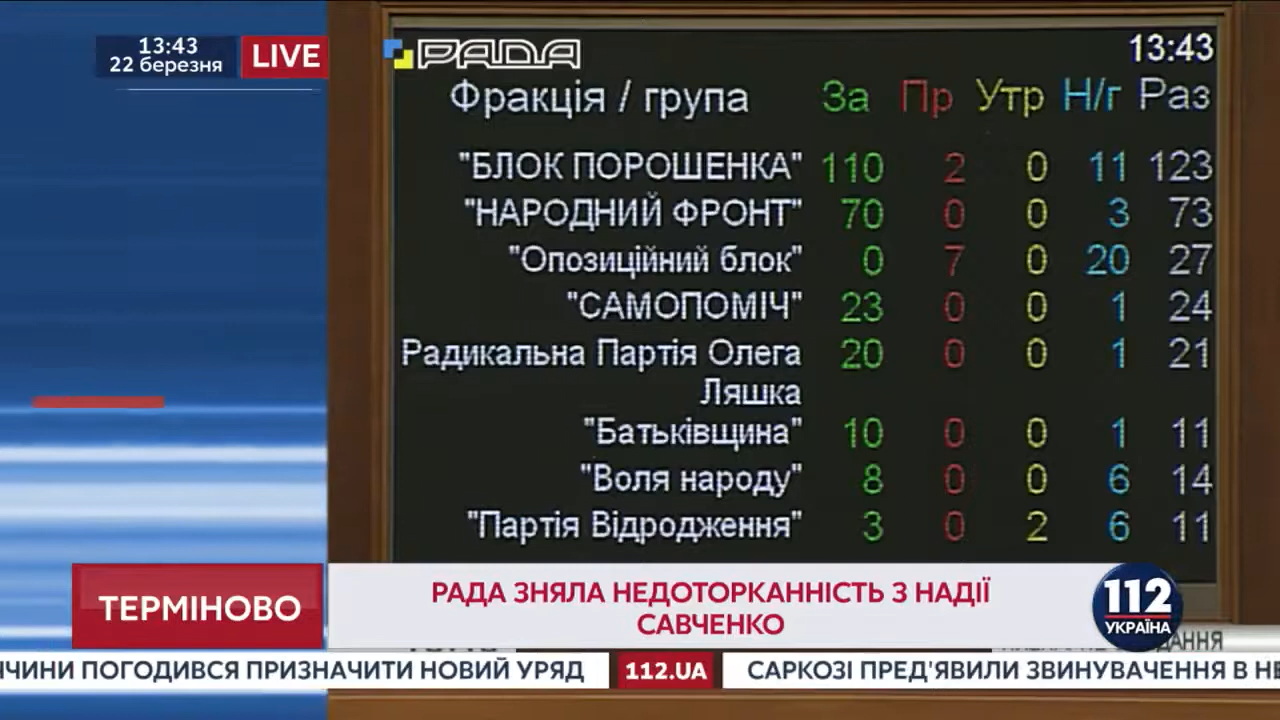 13:43
22 березня
LIVE
РАДА
13:43
Фракція / група За Пр Утр Н/г Раз
"БЛОК ПОРОШЕНКА" 110 2 0 11 123
"НАРОДНИЙ ФРОНТ" 70 0 0 3 73
"Опозиційний блок" 0 7 0 20 27
"САМОПОМІЧ" 23 0 0 1 24
Радикальна Партія Олега 20 0 0 1 21
Ляшка
"Батьківщина" 10 0 0 1 11
"Воля народу" 8 0 0 6 14
"Партія Відродження" 3 0 2 6 11
ТЕРМІНОВО
РАДА ЗНЯЛА НЕДОТОРКАННІСТЬ З НАДІЇ
САВЧЕНКО
112
УКРАЇНА
ПОГОДИВСЯ ПРИЗНАЧИТИ НОВИЙ УРЯД
112.UA
САРКОЗІ ПРЕД'ЯВИЛИ ЗВИНУВАЧЕННЯ В